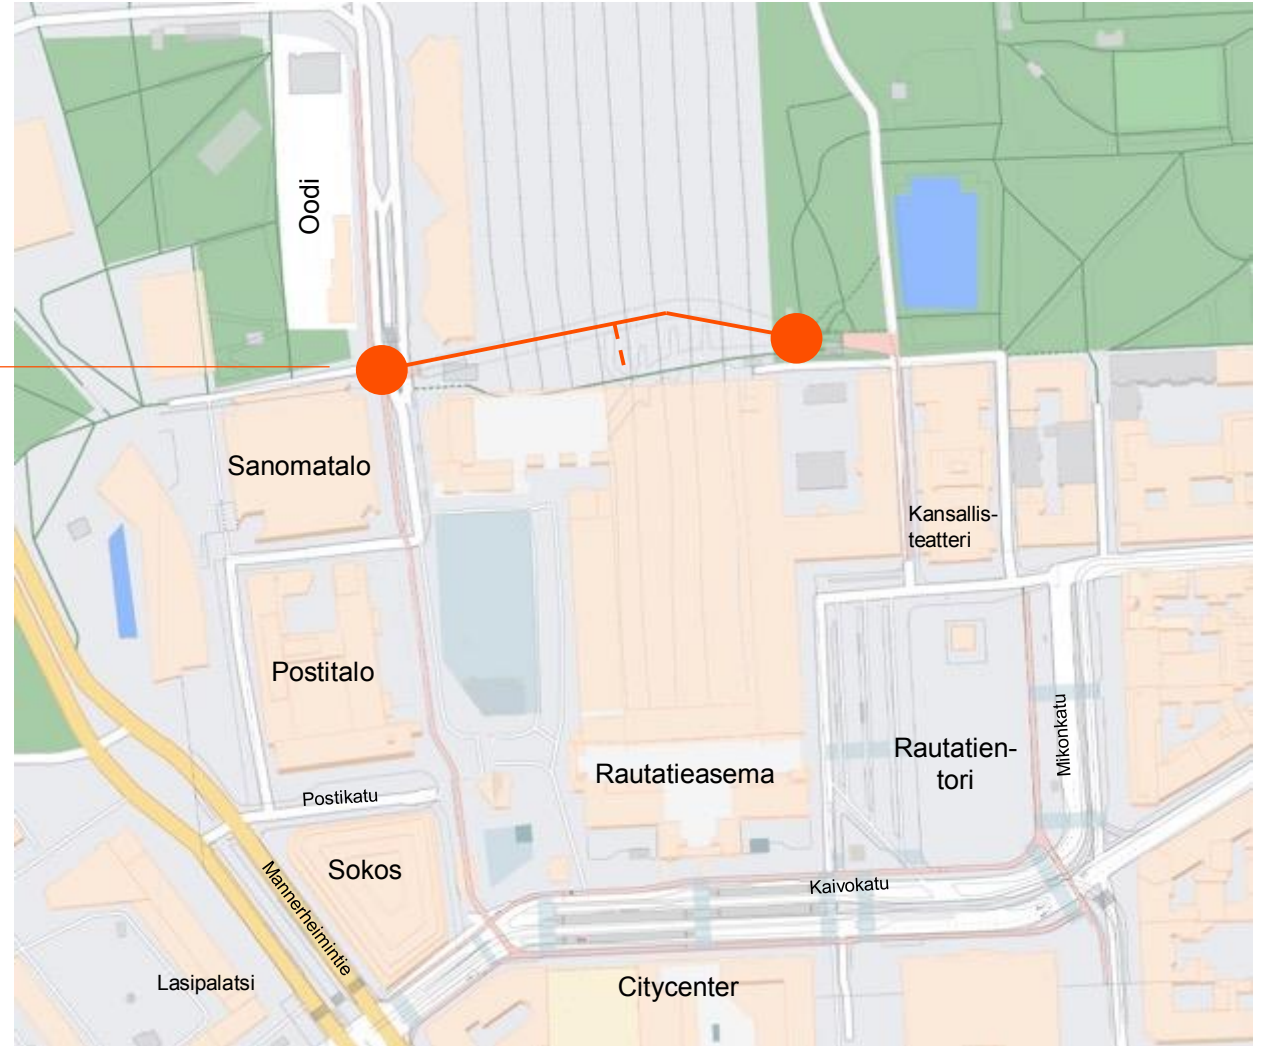 Oodi
Sanomatalo
Kansallis-
teatteri
Postitalo
Mikonkatu
Rautatien-
tori
Rautatieasema
Postikatu
Sokos
Kaivokatu
Mannerheimintie
Lasipalatsi
Citycenter